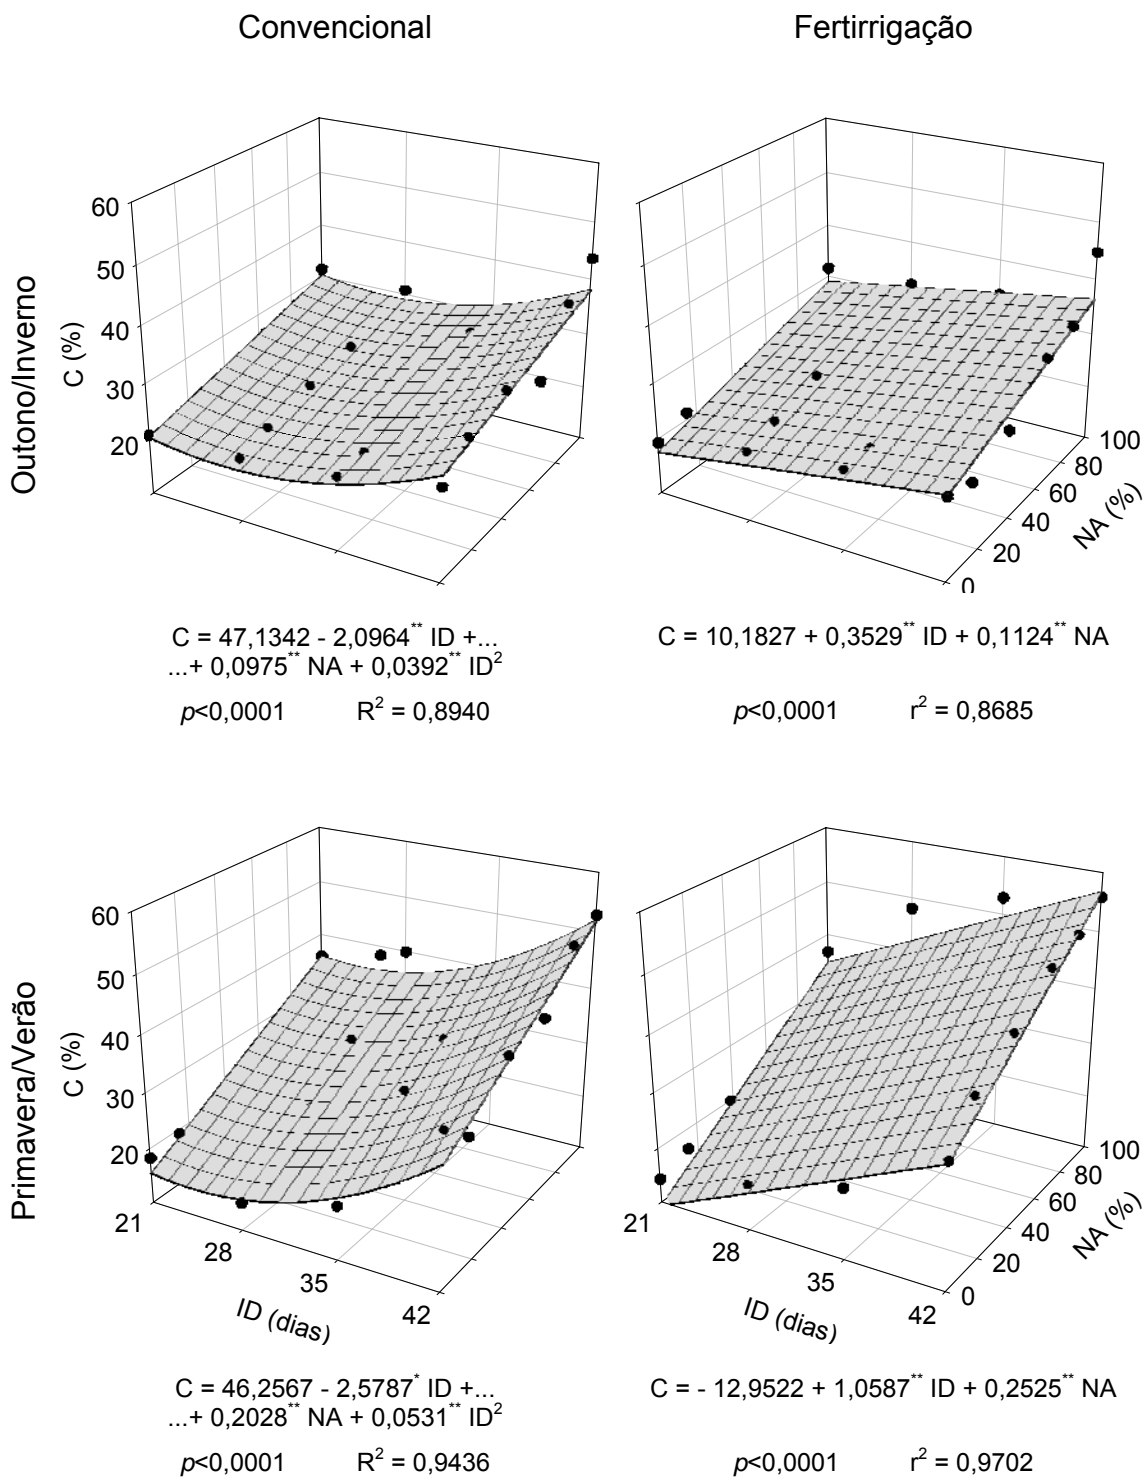 Convencional
Fertirrigação
Outono/Inverno
C (%)
60
50
40
30
20
100
80
60
40
20
0
NA (%)
C = 47,1342 - 2,0964** ID +...
...+ 0,0975** NA + 0,0392** ID²
p<0,0001 R² = 0,8940
C = 10,1827 + 0,3529** ID + 0,1124** NA
p<0,0001 r² = 0,8685
Primavera/Verão
C (%)
60
50
40
30
20
21
28
35
42
ID (dias)
21
28
35
42
ID (dias)
100
80
60
40
20
0
NA (%)
C = 46,2567 - 2,5787* ID +...
...+ 0,2028** NA + 0,0531** ID²
p<0,0001 R² = 0,9436
C = - 12,9522 + 1,0587** ID + 0,2525** NA
p<0,0001 r² = 0,9702